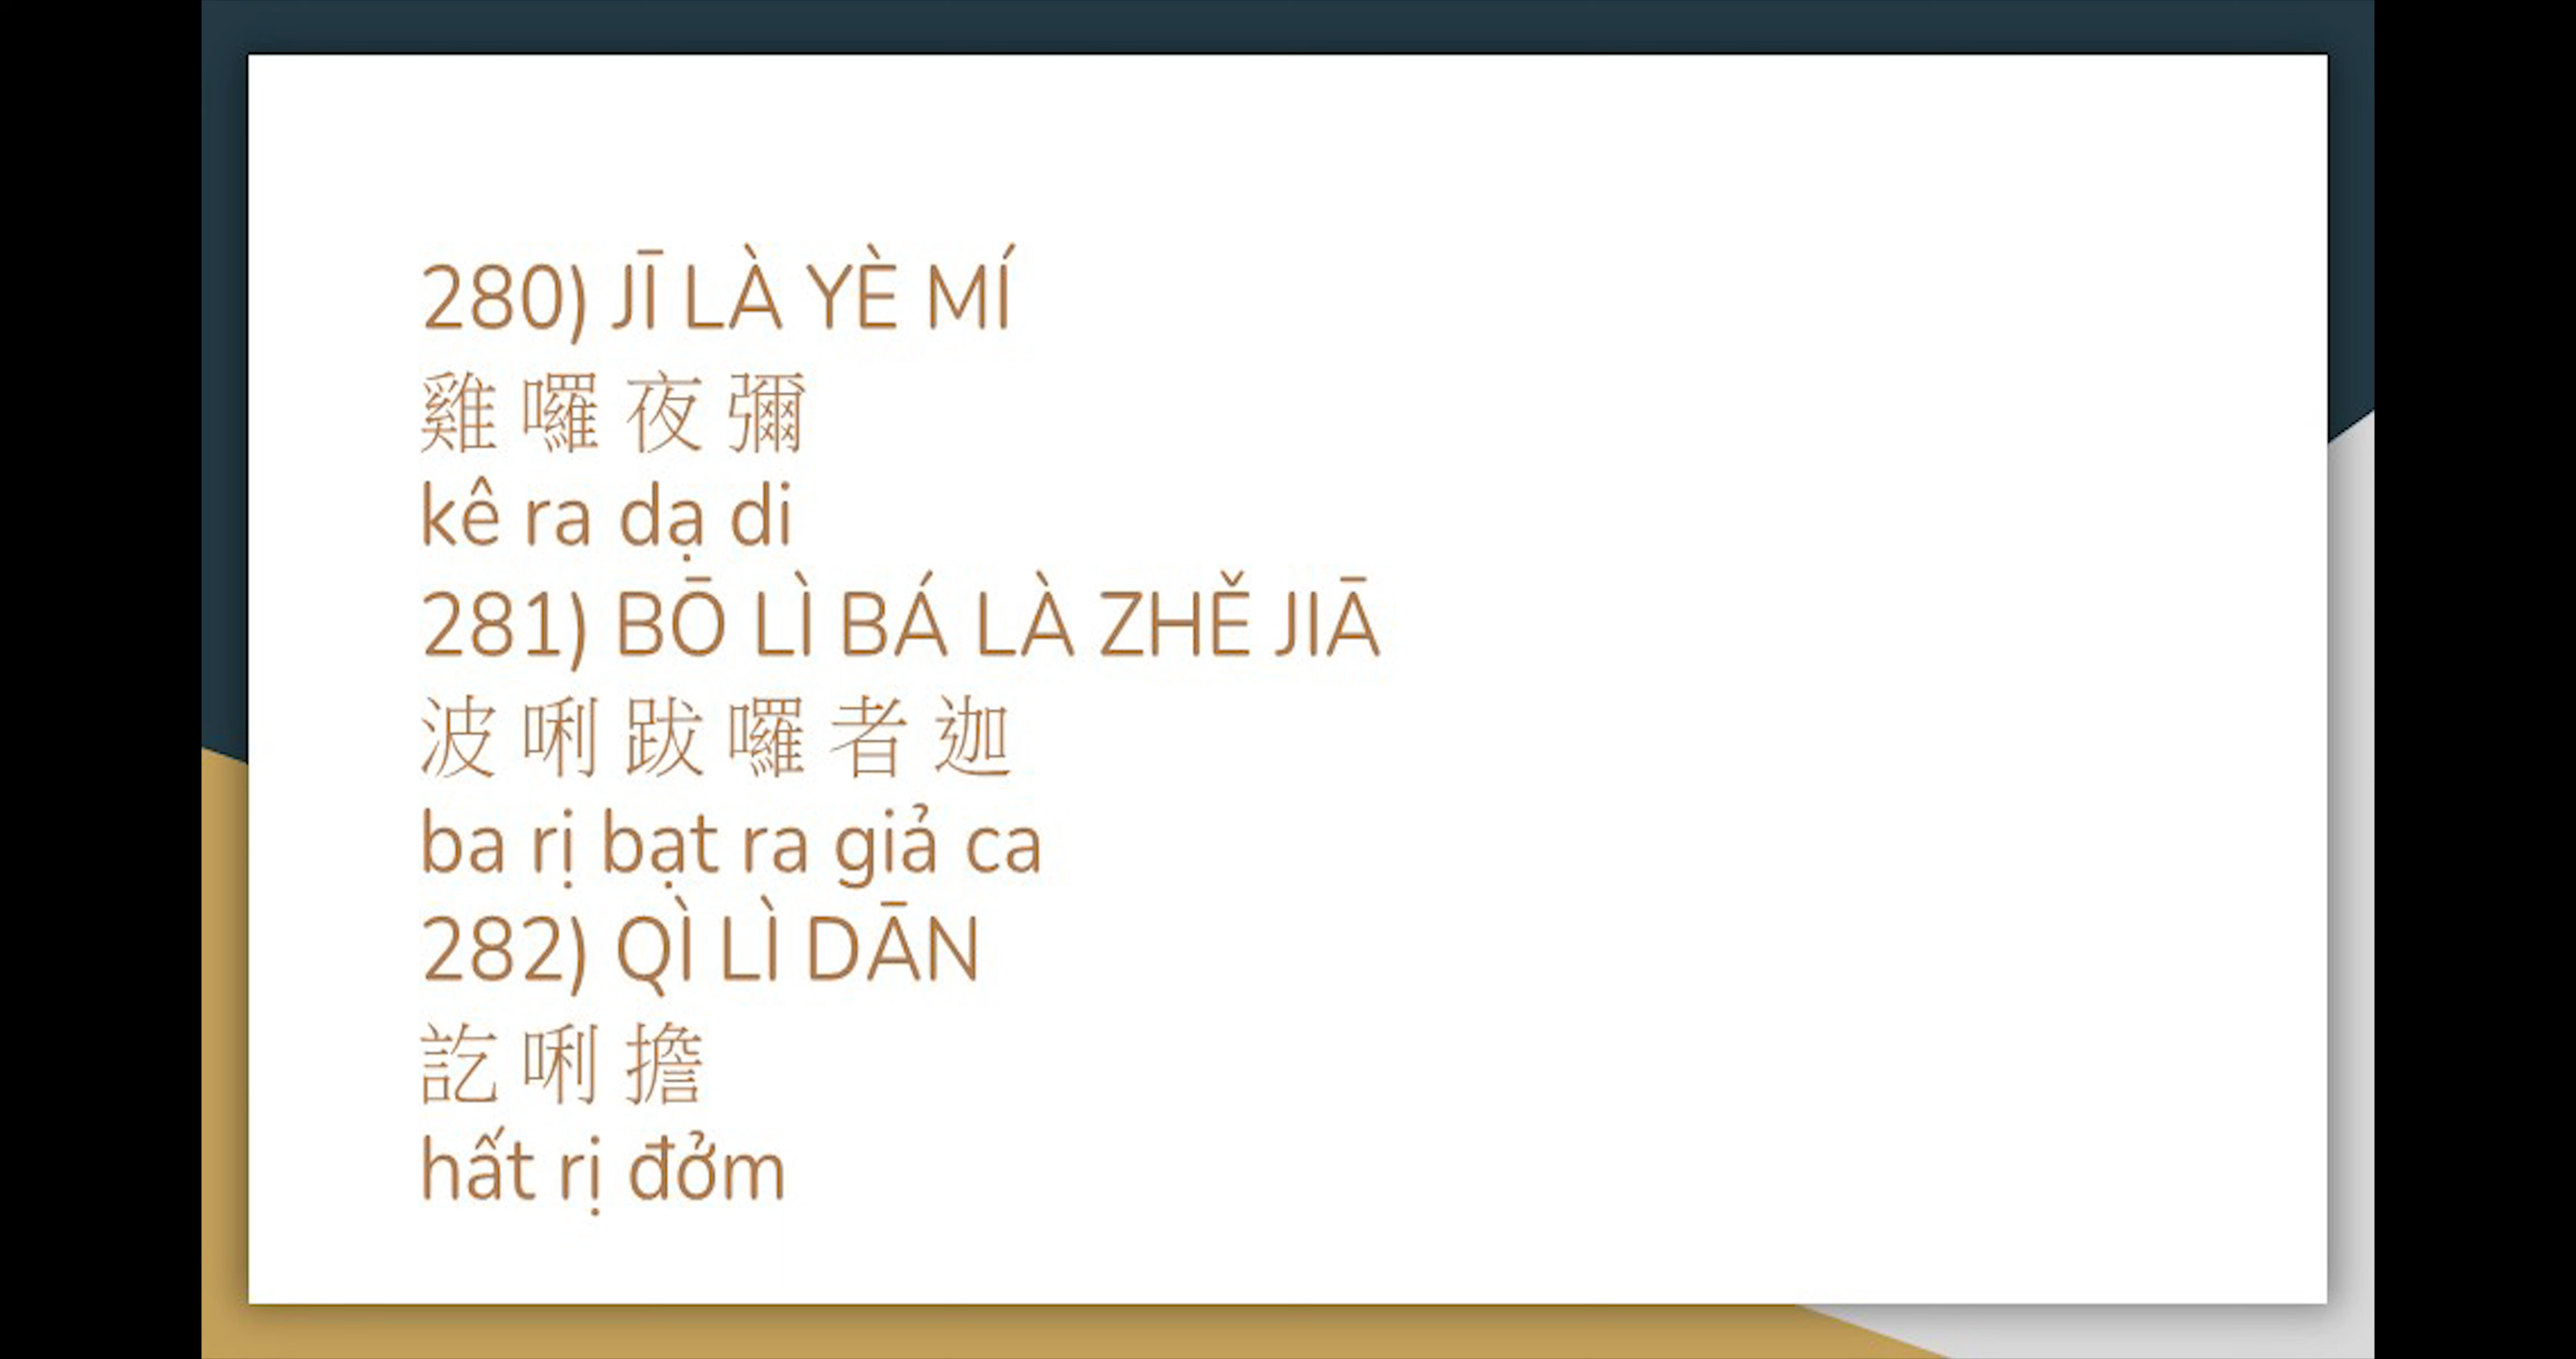 280) JĪ LÀ YÈ MÍ
雞 囉 夜 彌
kê ra dạ di
281) BŌ LÌ BÁ LÀ ZHĚ JIĀ
波 唎 跋 囉 者 迦
ba rị bạt ra giả ca
282) QÌ LÌ DĀN
訖 唎 擔
hất rị đởm